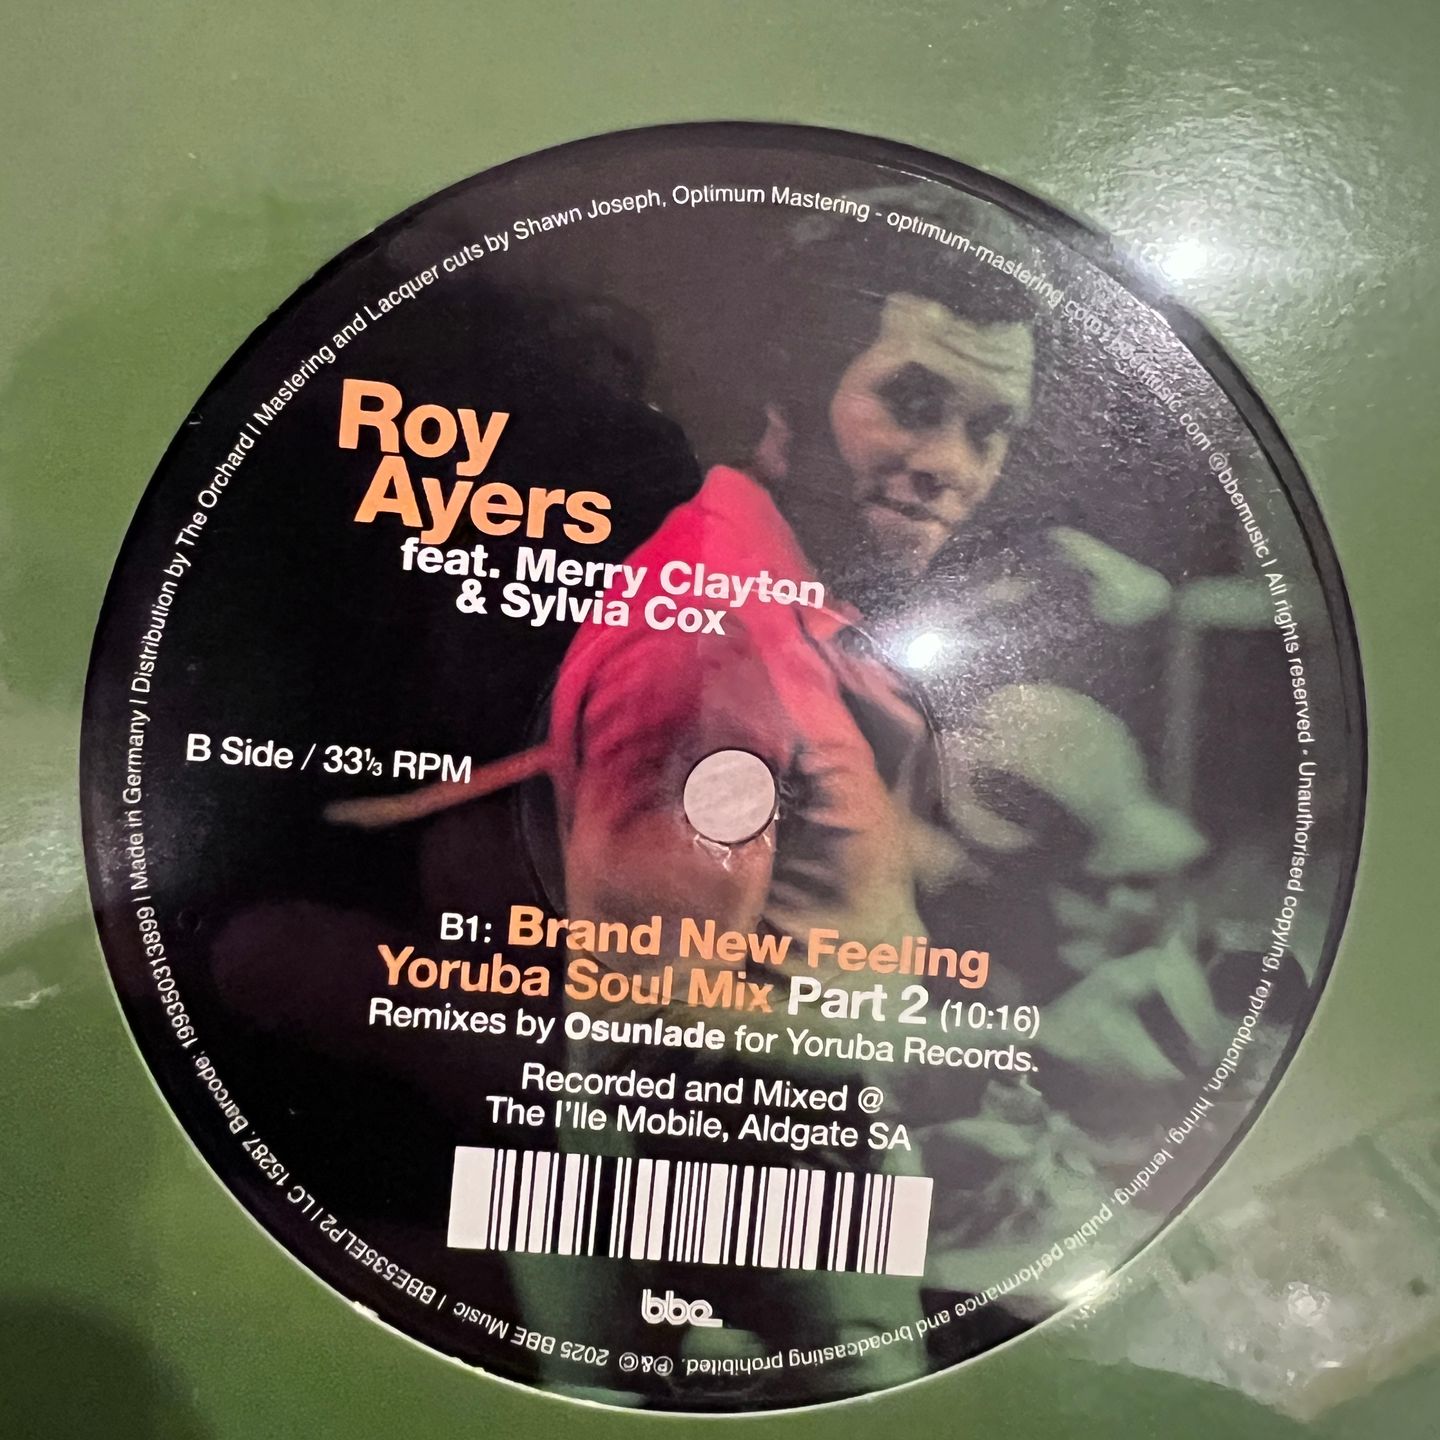 Roy
Ayers
feat. Merry Clayton
& Sylvia Cox
B Side / 33⅓ RPM
B1: Brand New Feeling
Yoruba Soul Mix Part 2 (10:16)
Remixes by Osunlade for Yoruba Records.
Recorded and Mixed @
The I'lle Mobile, Aldgate SA
bbe
℗&© 2025 BBE Music | BBE535ELP2 | LC 15287. Barcode: 199350313899 | Made in Germany | Distribution by The Orchard | Mastering and Lacquer cuts by Shawn Joseph, Optimum Mastering - optimum-mastering.com @bbemusic | All rights reserved - Unauthorised copying, reproduction, hiring, lending, public performance and broadcasting prohibited.